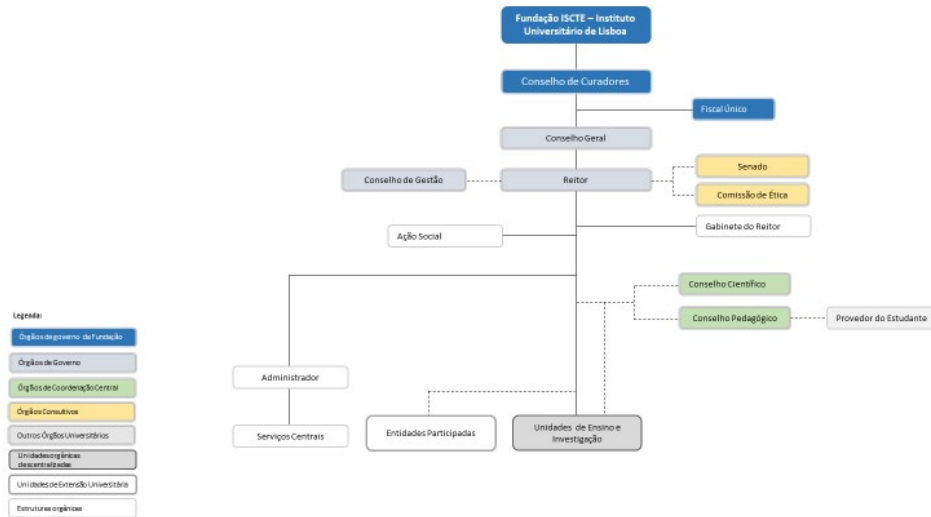 Fundação ISCTE – Instituto
Universitário de Lisboa
Conselho de Curadores
Fiscal Único
Conselho Geral
Senado
Conselho de Gestão
Reitor
Comissão de Ética
Gabinete do Reitor
Ação Social
Conselho Científico
Conselho Pedagógico
Provedor do Estudante
Administrador
Entidades Participadas
Unidades de Ensino e
Investigação
Serviços Centrais
Legenda:
Órgãos de governo da Fundação
Órgãos de Governo
Órgãos de Coordenação Central
Órgãos Consultivos
Outros Órgãos Universitários
Unidades orgânicas
descentralizadas
Unidades de Extensão Universitária
Estruturas orgânicas